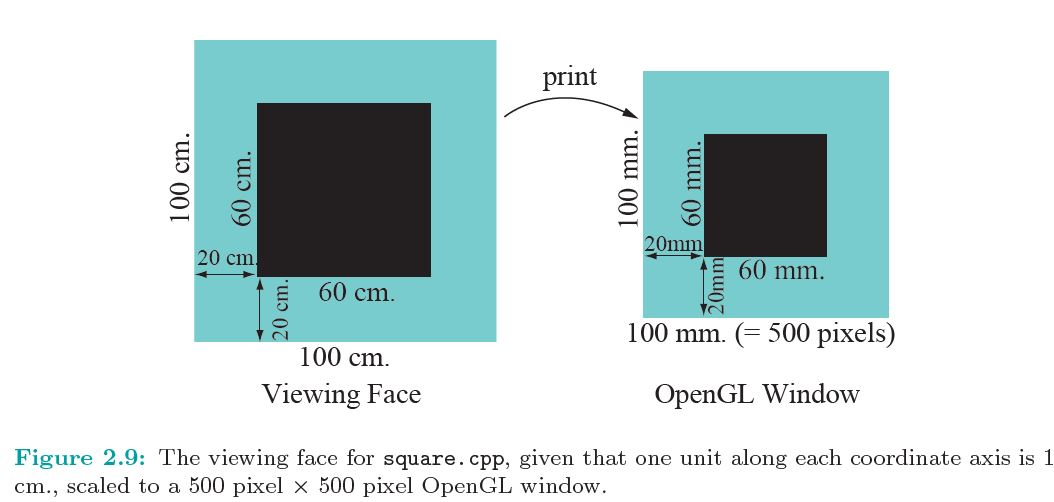 print
100 cm.
60 cm.
20 cm.
60 cm.
20 cm.
100 cm.
Viewing Face
100 mm.
60 mm.
20mm
60 mm.
20mm
100 mm. (= 500 pixels)
OpenGL Window
Figure 2.9: The viewing face for square.cpp, given that one unit along each coordinate axis is 1
cm., scaled to a 500 pixel × 500 pixel OpenGL window.